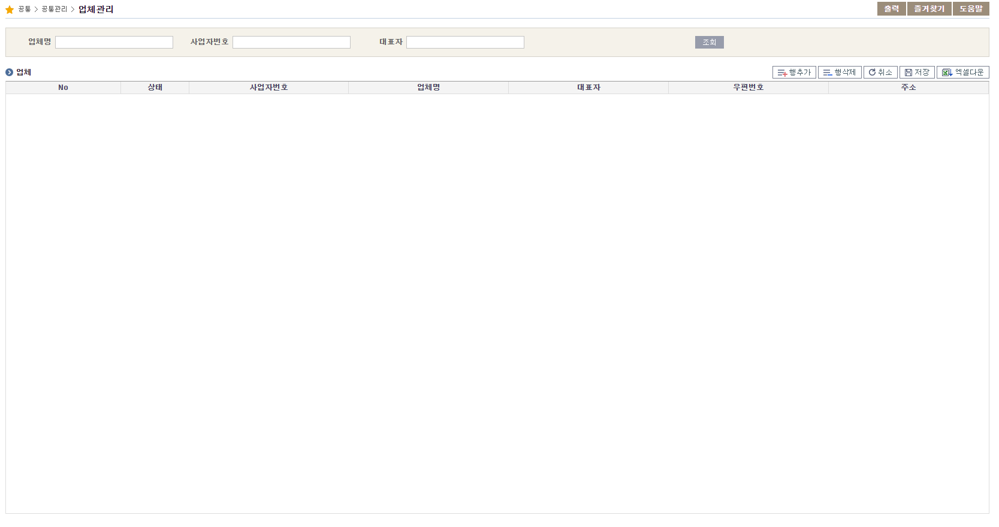 공통 > 공통관리 > 업체관리 출력 즐겨찾기 도움말
업체명 사업자번호 대표자 조회
업체 행추가 행삭제 취소 저장 엑셀다운
No 상태 사업자번호 업체명 대표자 우편번호 주소